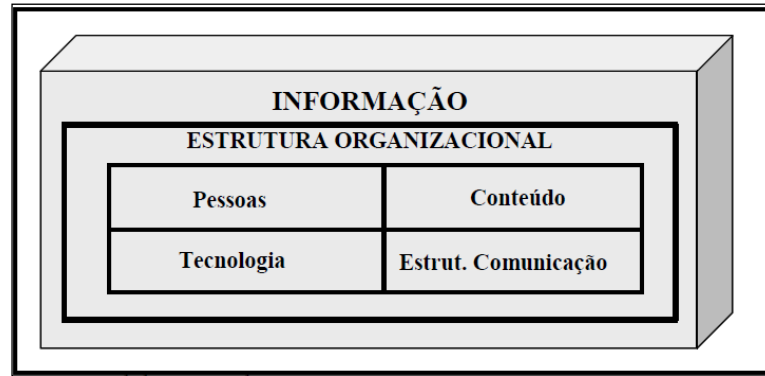 INFORMAÇÃO
ESTRUTURA ORGANIZACIONAL
Pessoas
Conteúdo
Tecnologia
Estrut. Comunicação